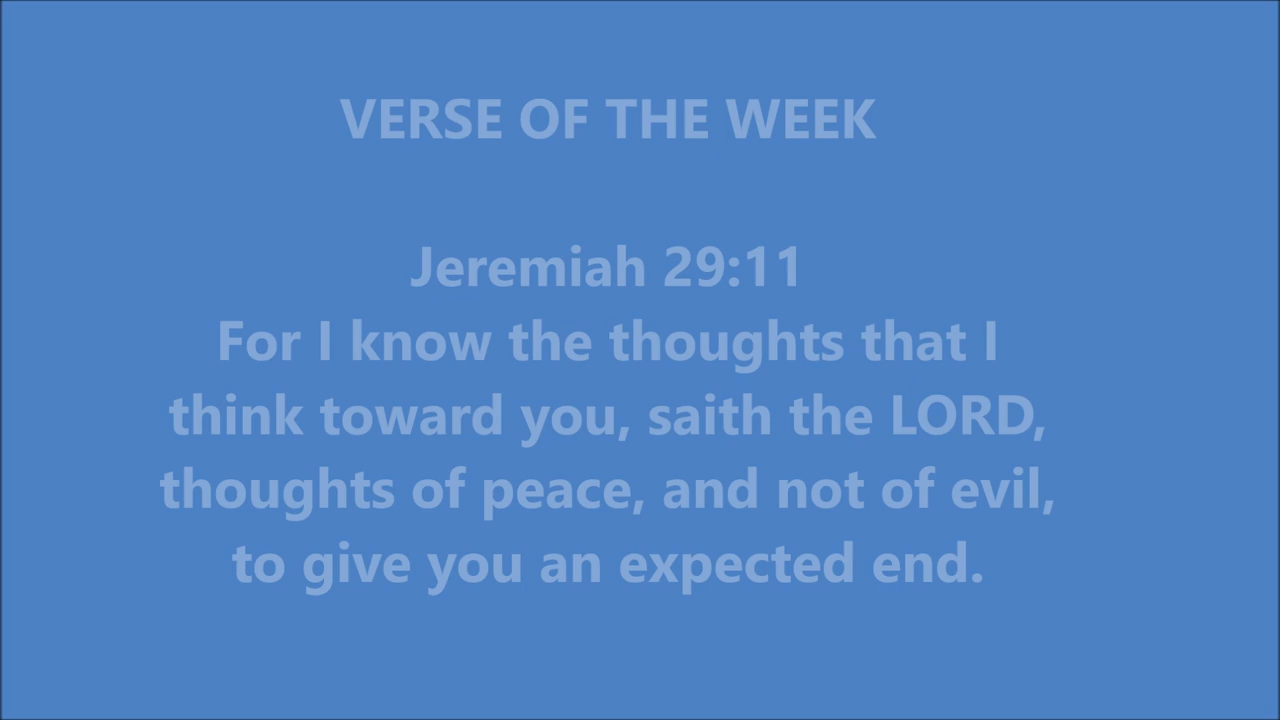 VERSE OF THE WEEK
Jeremiah 29:11
For I know the thoughts that I
think toward you, saith the LORD,
thoughts of peace, and not of evil,
to give you an expected end.